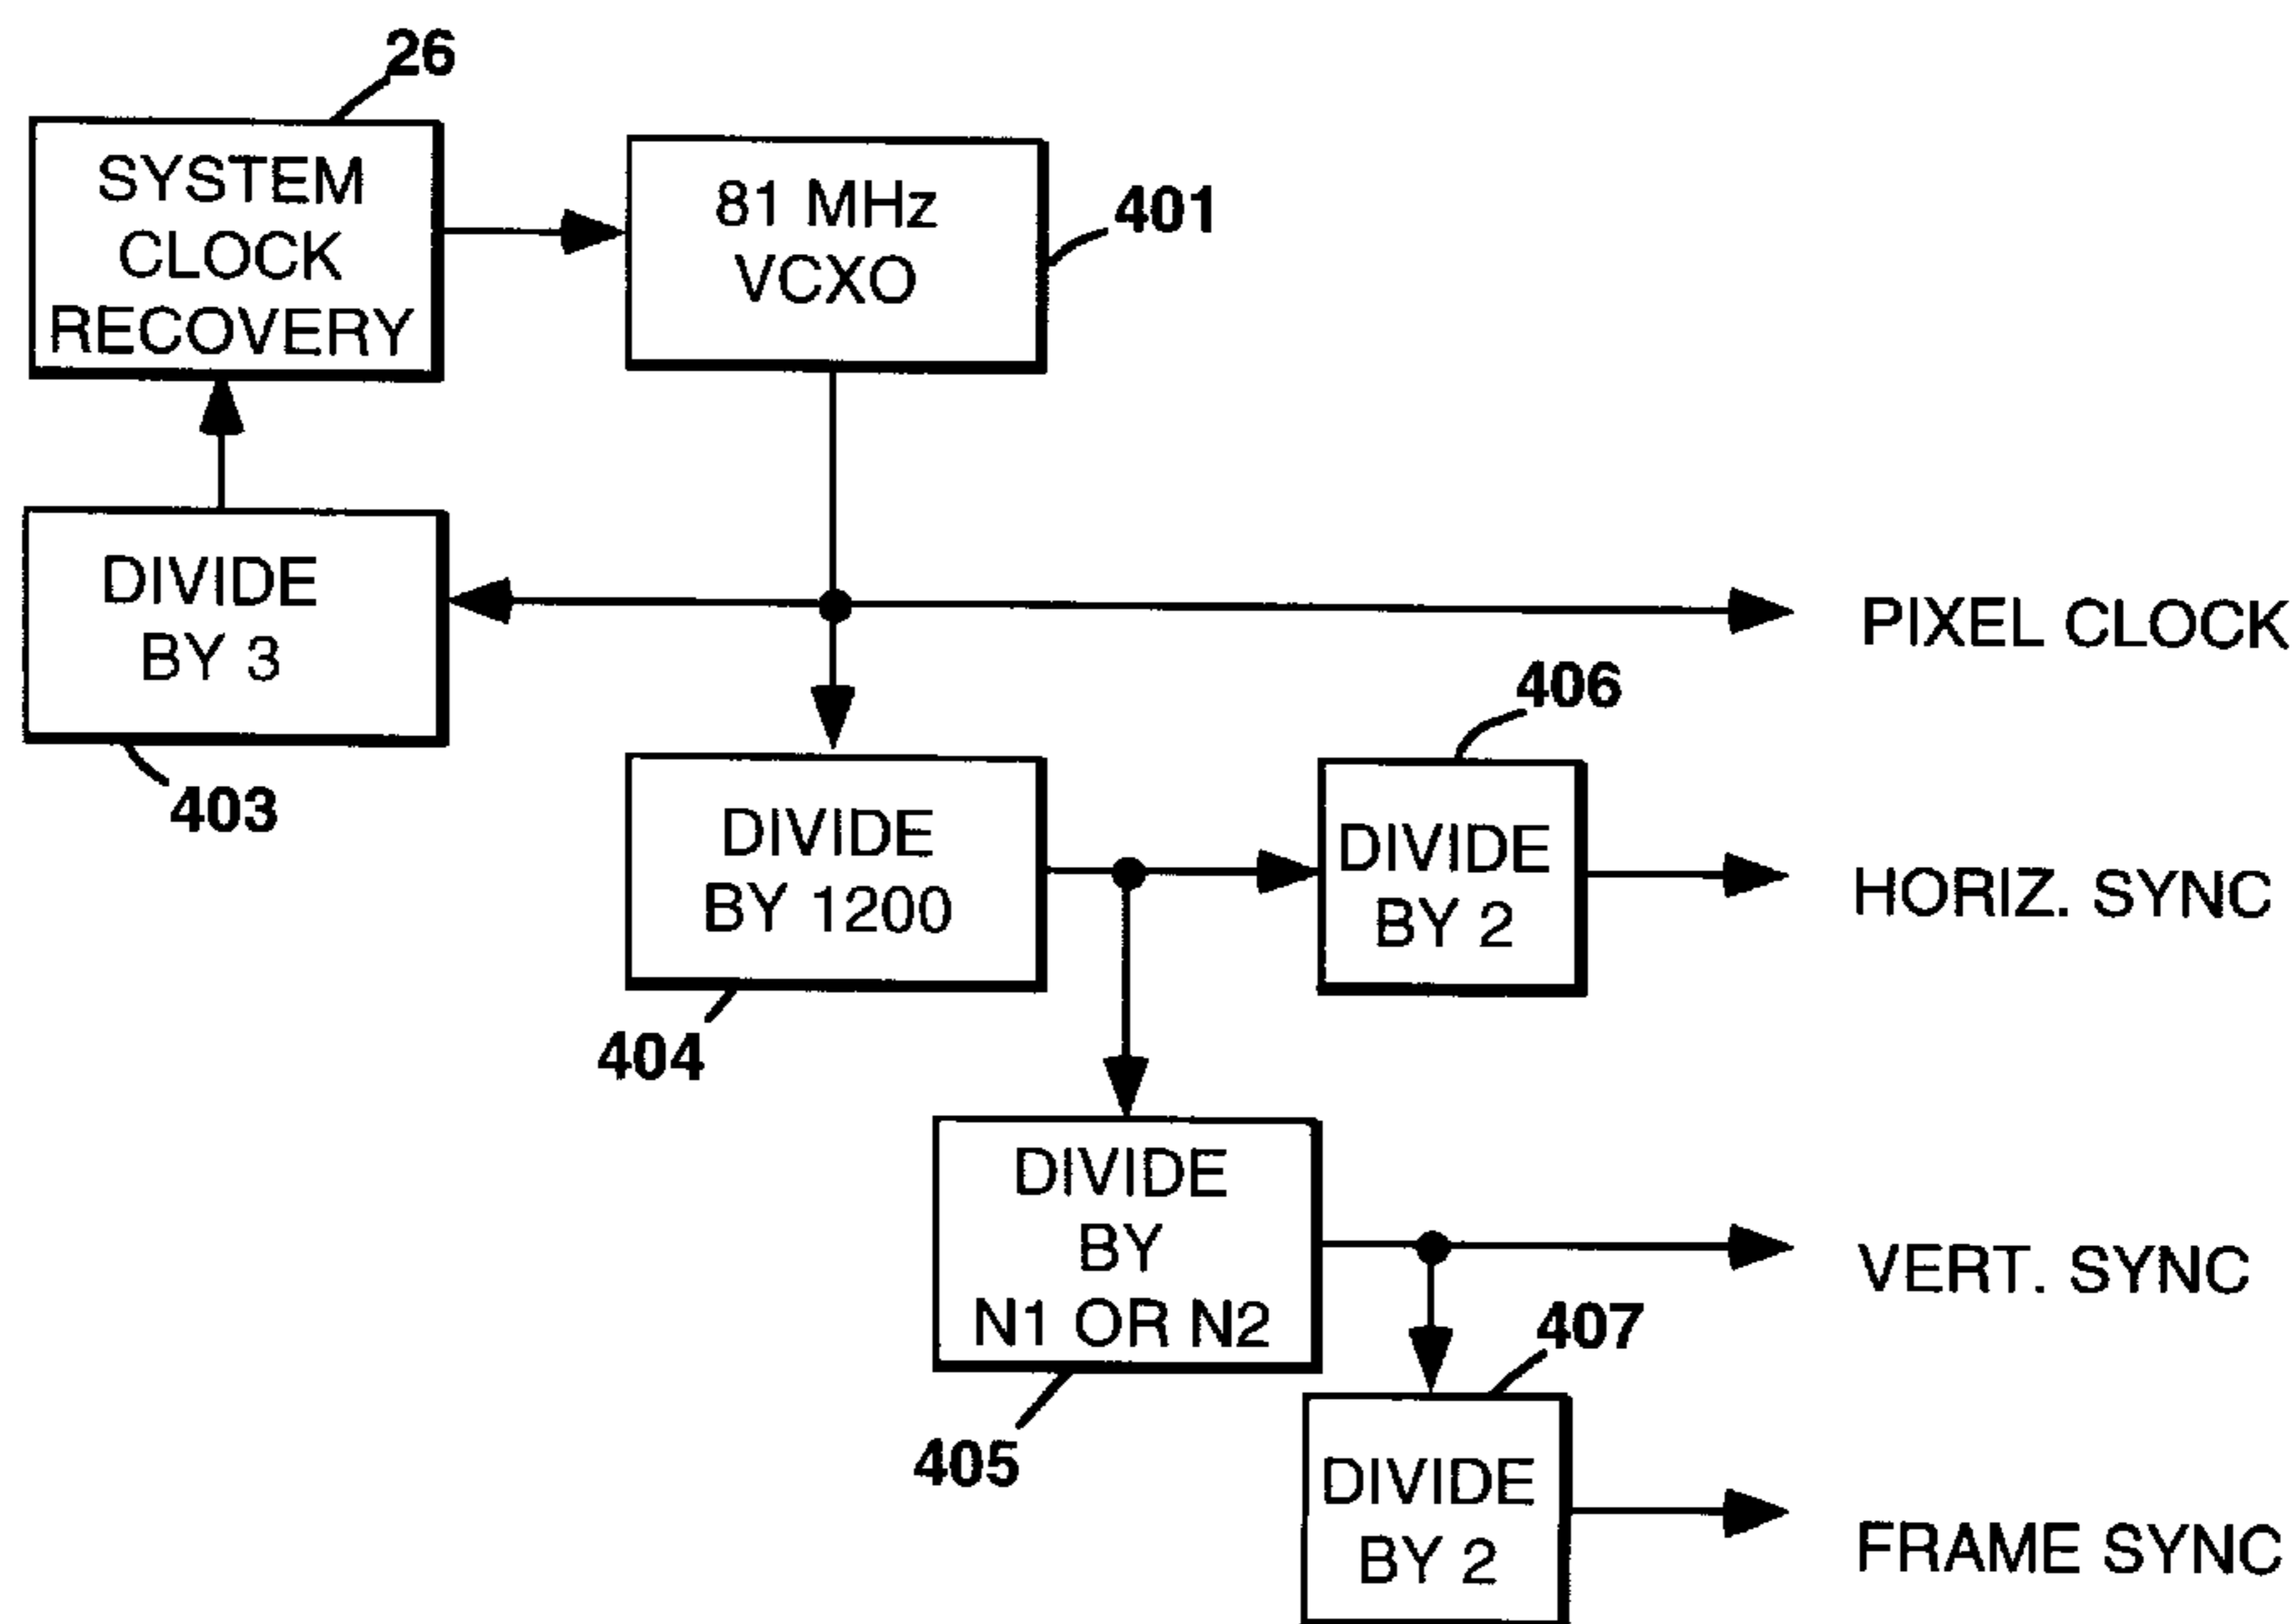 26
SYSTEM
CLOCK
RECOVERY
81 MHz
VCXO
401
DIVIDE
BY 3
403
PIXEL CLOCK
406
DIVIDE
BY 1200
404
DIVIDE
BY 2
HORIZ. SYNC
DIVIDE
BY
N1 OR N2
405
VERT. SYNC
407
DIVIDE
BY 2
FRAME SYNC